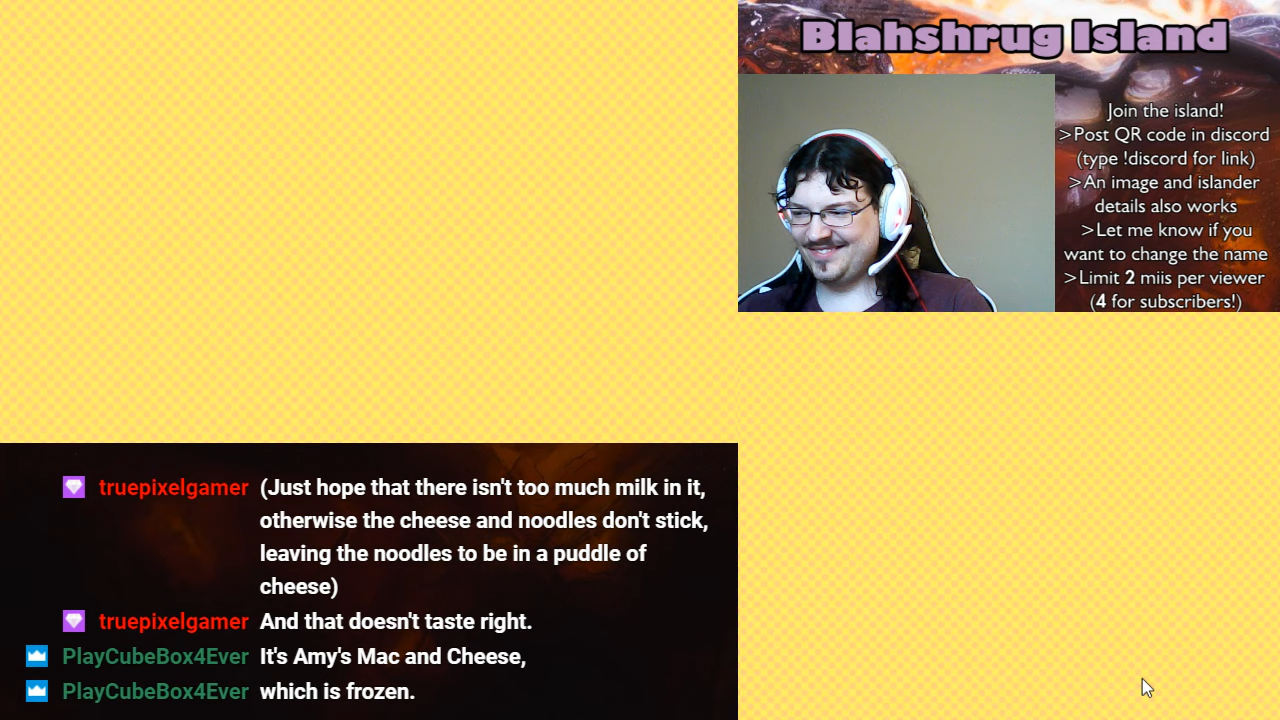 Blahshrug Island
Join the island!
>Post QR code in discord
(type !discord for link)
>An image and islander
details also works
>Let me know if you
want to change the name
>Limit 2 miis per viewer
(4 for subscribers!)
truepixelgamer (Just hope that there isn't too much milk in it,
otherwise the cheese and noodles don't stick,
leaving the noodles to be in a puddle of
cheese)
truepixelgamer And that doesn't taste right.
PlayCubeBox4Ever It's Amy's Mac and Cheese,
PlayCubeBox4Ever which is frozen.